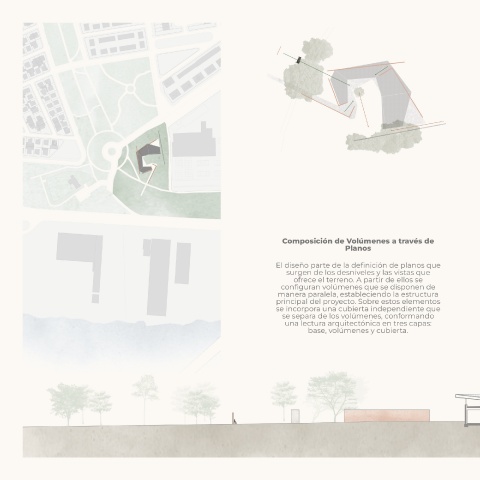 Composición de Volúmenes a través de
Planos
El diseño parte de la definición de planos que
surgen de los desniveles y las vistas que
ofrece el terreno. A partir de ellos se
configuran volúmenes que se disponen de
manera paralela, estableciendo la estructura
principal del proyecto. Sobre estos elementos
se incorpora una cubierta independiente que
se separa de los volúmenes, conformando
una lectura arquitectónica en tres capas:
base, volúmenes y cubierta.